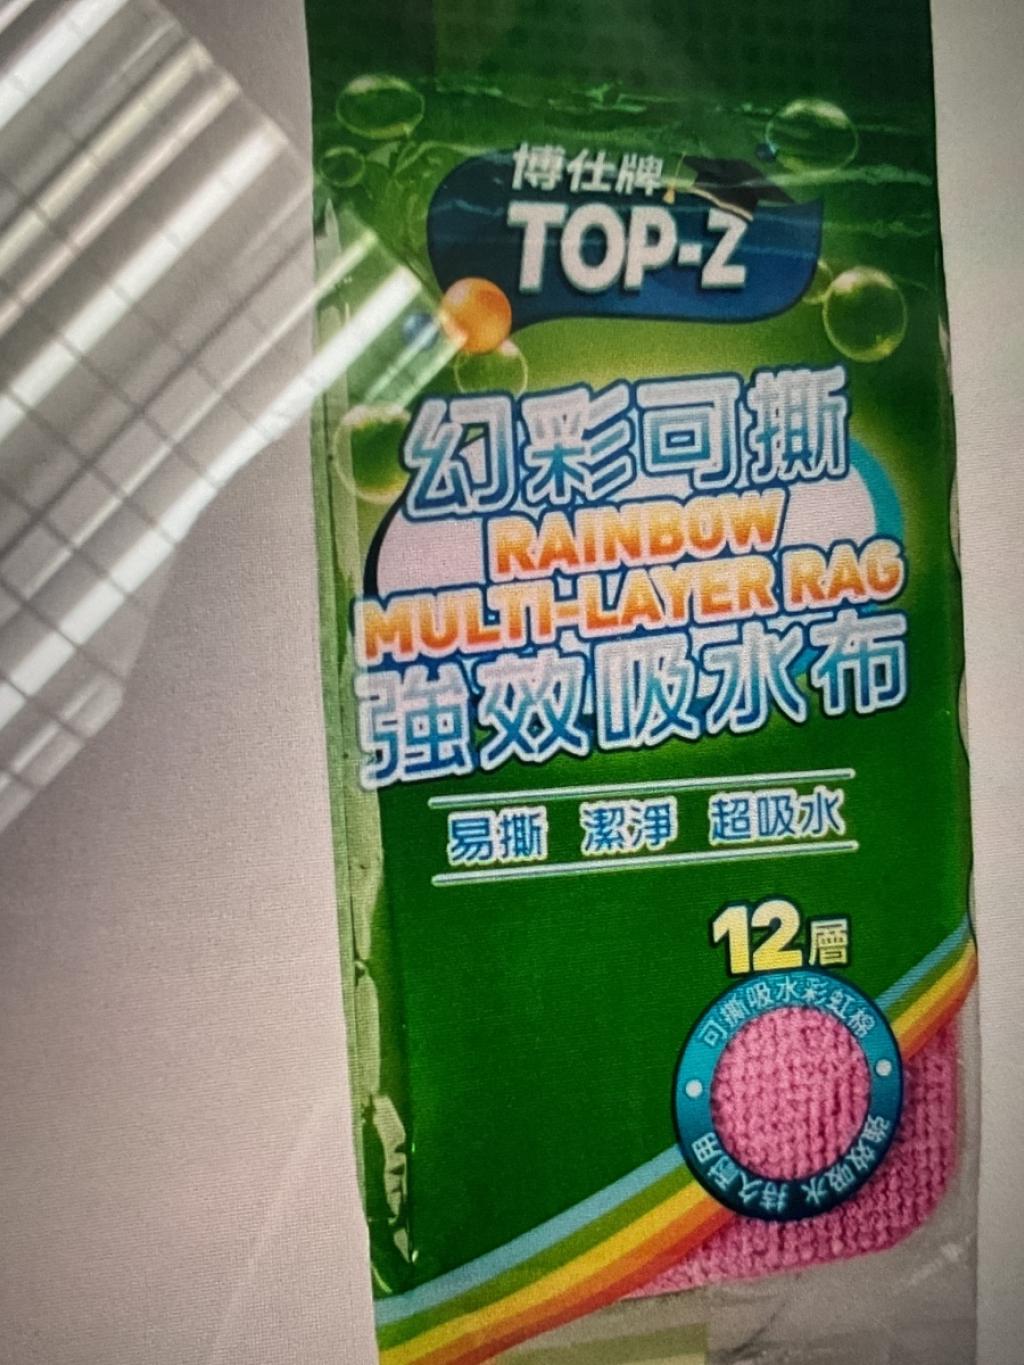 博仕牌
TOP-Z
幻彩可撕
RAINBOW
MULTI-LAYER RAG
強效吸水布
易撕 潔淨 超吸水
12層
可撕吸水彩虹棉
強效吸水 持久耐用